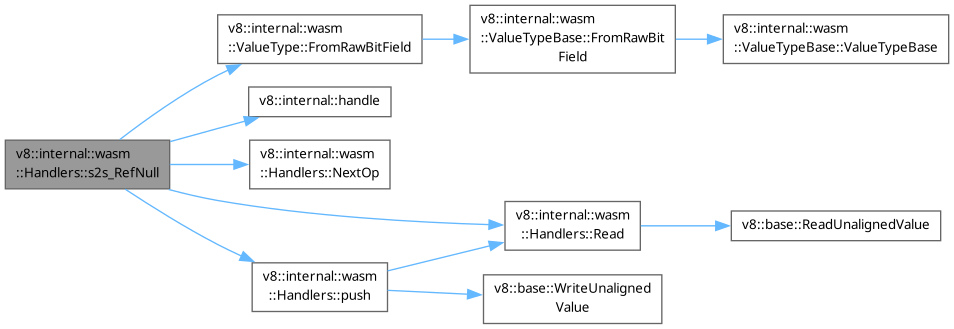 v8::internal::wasm
::Handlers::s2s_RefNull
v8::internal::wasm
::ValueType::FromRawBitField
v8::internal::wasm
::ValueTypeBase::FromRawBit
Field
v8::internal::wasm
::ValueTypeBase::ValueTypeBase
v8::internal::handle
v8::internal::wasm
::Handlers::NextOp
v8::internal::wasm
::Handlers::Read
v8::base::ReadUnalignedValue
v8::internal::wasm
::Handlers::push
v8::base::WriteUnaligned
Value